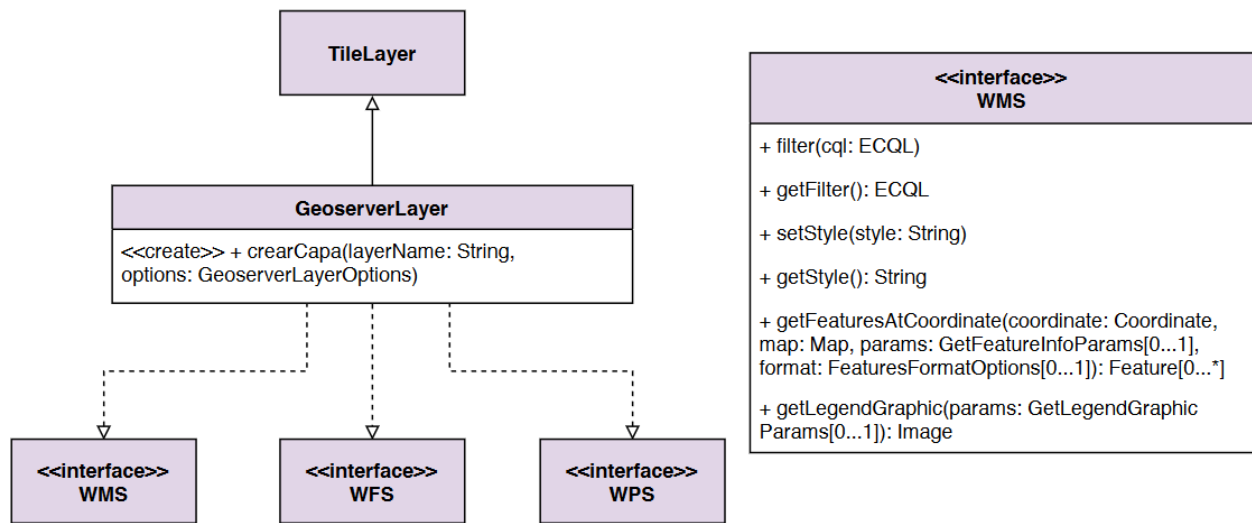 TileLayer
GeoserverLayer
<<create>> + crearCapa(layerName: String,
options: GeoserverLayerOptions)
<<interface>>
WMS
<<interface>>
WFS
<<interface>>
WPS
<<interface>>
WMS
+ filter(cql: ECQL)
+ getFilter(): ECQL
+ setStyle(style: String)
+ getStyle(): String
+ getFeaturesAtCoordinate(coordinate: Coordinate,
map: Map, params: GetFeatureInfoParams[0...1],
format: FeaturesFormatOptions[0...1]): Feature[0...*]
+ getLegendGraphic(params: GetLegendGraphic
Params[0...1]): Image